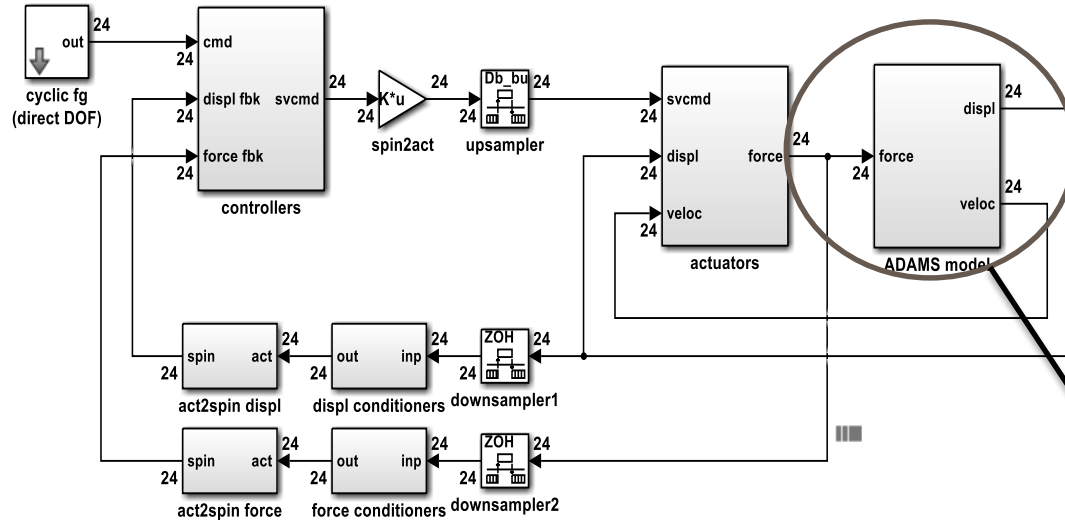 24
out
24
cyclic fg
(direct DOF)
cmd
24
displ fbk
24
force fbk
24
svcmd
24
controllers
K*u
24
24
spin2act
Db_bu
24
24
upsampler
svcmd
24
displ
24
veloc
24
force
24
actuators
force
24
displ
24
veloc
24
ADAMS model
spin
24
act
24
act2spin displ
out
24
inp
24
displ conditioners
ZOH
24
24
downsampler1
spin
24
act
24
act2spin force
out
24
inp
24
force conditioners
ZOH
24
24
downsampler2